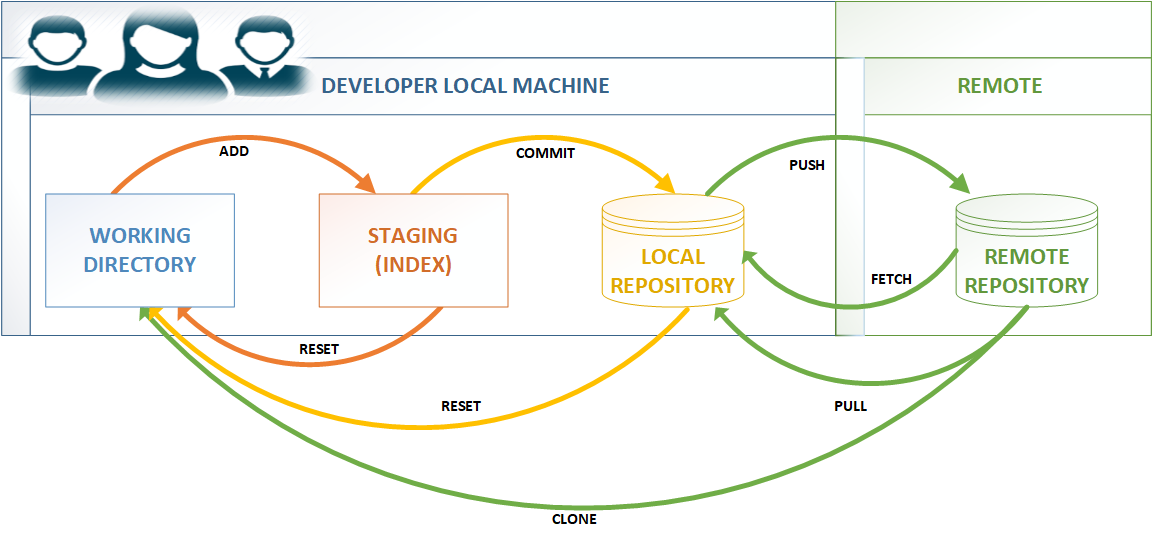 DEVELOPER LOCAL MACHINE
REMOTE
ADD
COMMIT
PUSH
WORKING
DIRECTORY
STAGING
(INDEX)
LOCAL
REPOSITORY
REMOTE
REPOSITORY
FETCH
RESET
RESET
PULL
CLONE